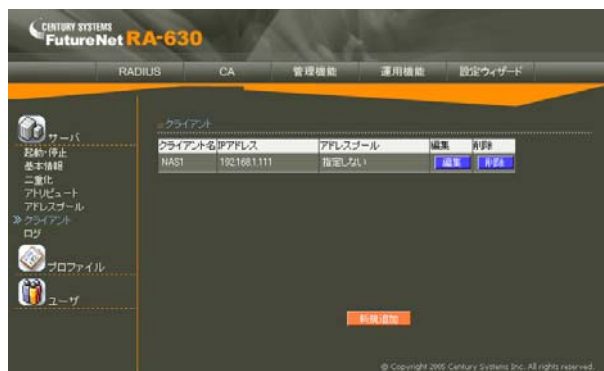 CENTURY SYSTEMS
FutureNet RA-630
RADIUS CA 管理機能 運用機能 設定ウィザード
サーバ
起動・停止
基本情報
二重化
アトリビュート
アドレスプール
クライアント
ログ
プロファイル
ユーザ
クライアント
クライアント名 IPアドレス アドレスプール 編集 削除
NAS1 192.168.1.111 指定しない 編集 削除
新規追加
© Copyright 2005 Century Systems Inc. All rights reserved.